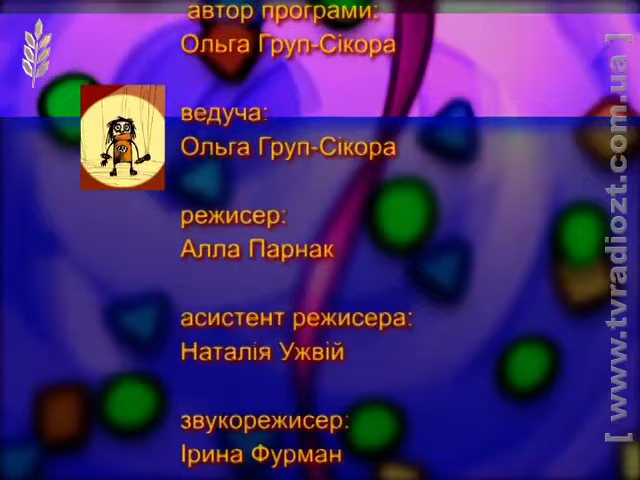 автор програми:
Ольга Груп-Сікора
ведуча:
Ольга Груп-Сікора
режисер:
Алла Парнак
асистент режисера:
Наталія Ужвій
звукорежисер:
Ірина Фурман
[ www.tvradiozt.com.ua ]